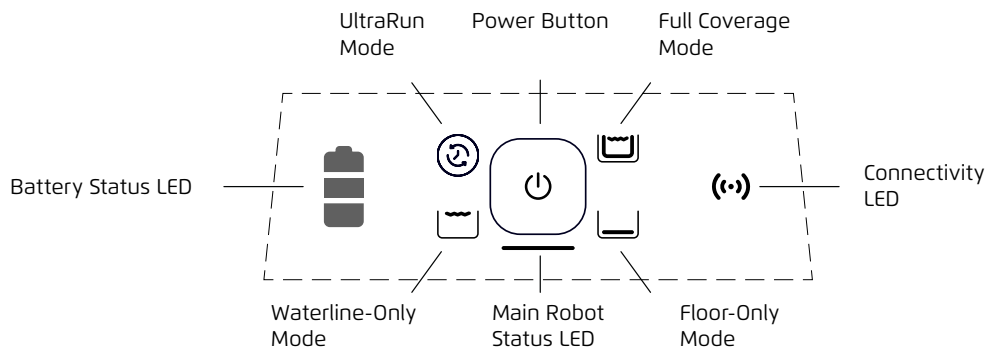 UltraRun
Mode
Power Button
Full Coverage
Mode
Battery Status LED
Connectivity
LED
Waterline-Only
Mode
Main Robot
Status LED
Floor-Only
Mode